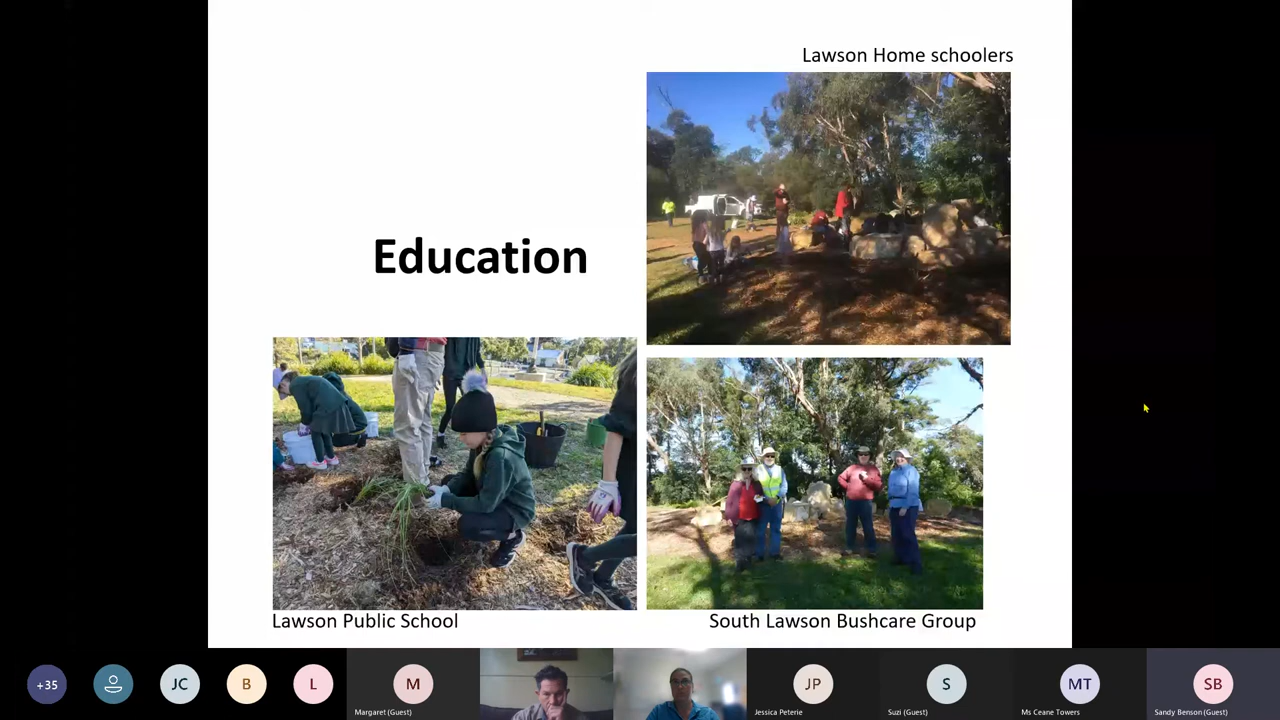 Lawson Home schoolers
Education
Lawson Public School
South Lawson Bushcare Group
+35
JC
B
L
M
Margaret (Guest)
JP
Jessica Peterie
S
Suzi (Guest)
MT
Ms Ceane Towers
SB
Sandy Benson (Guest)